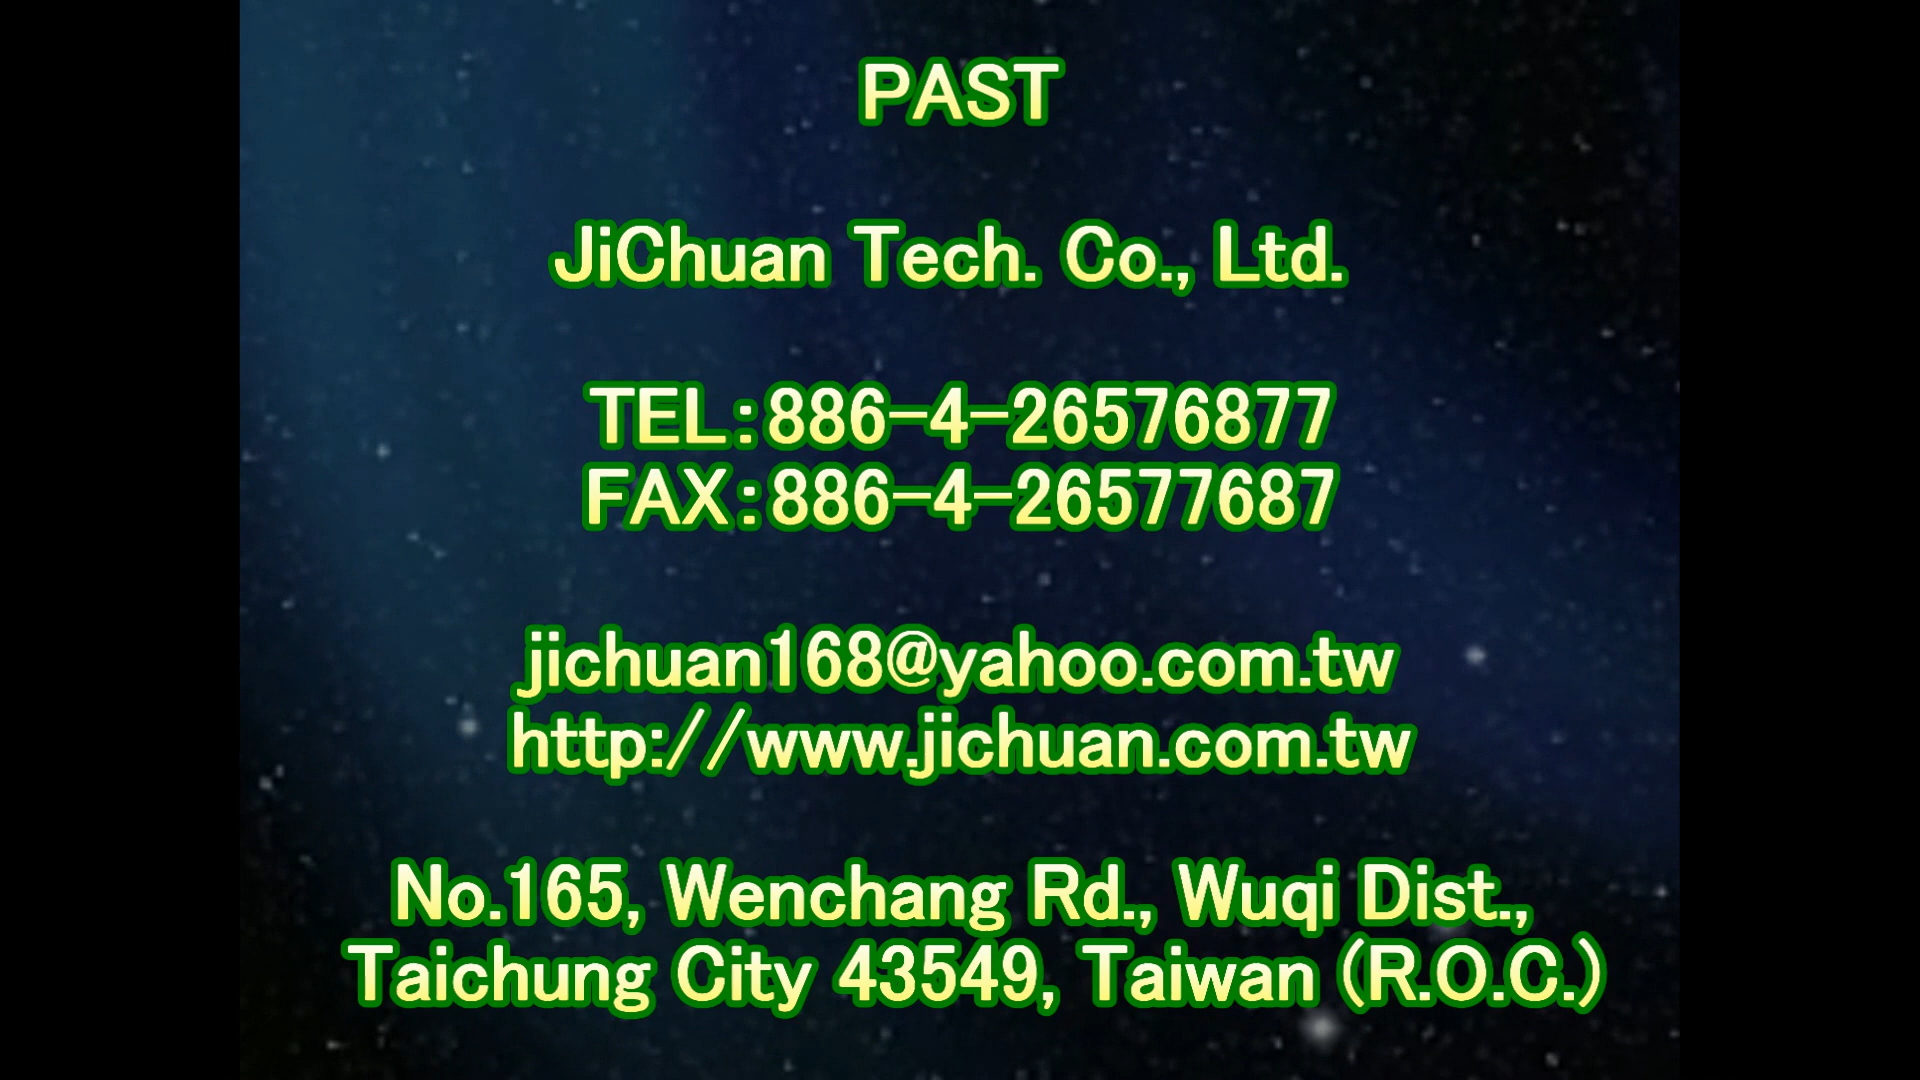 PAST
JiChuan Tech. Co., Ltd.
TEL:886-4-26576877
FAX:886-4-26577687
jichuan168@yahoo.com.tw
http://www.jichuan.com.tw
No.165, Wenchang Rd., Wuqi Dist.,
Taichung City 43549, Taiwan (R.O.C.)